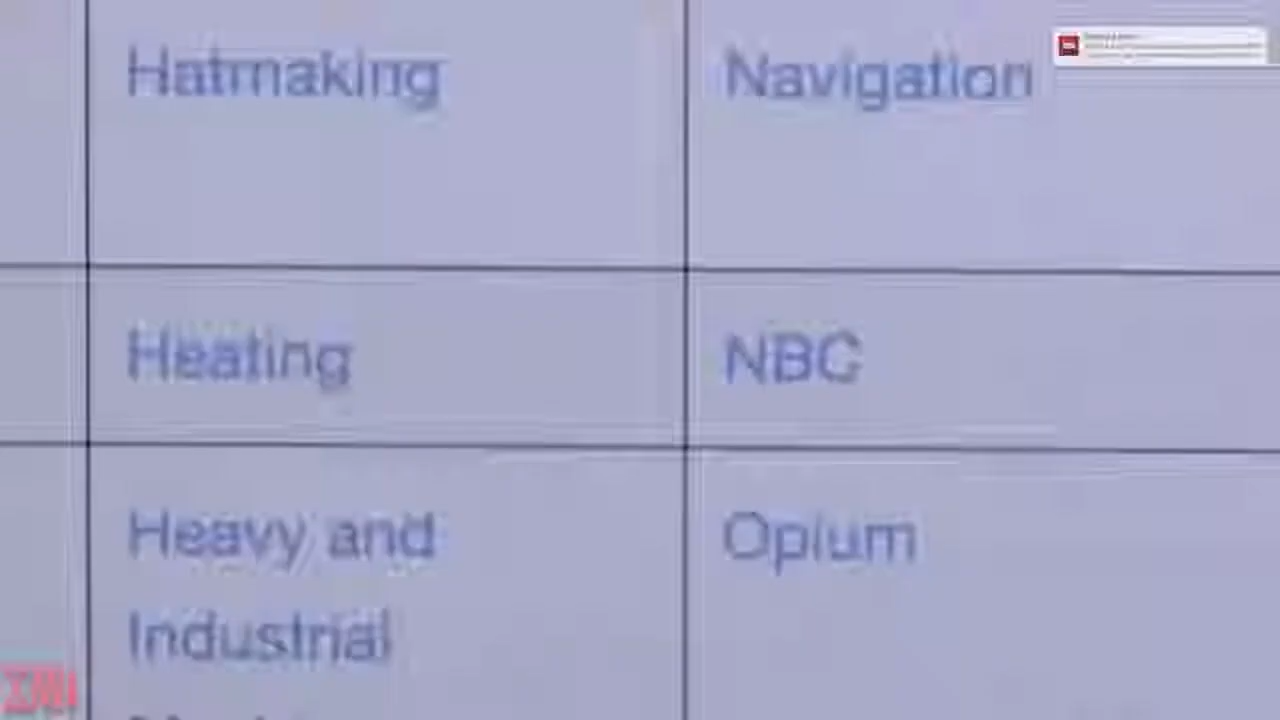 Hatmaking
Navigation
Heating
NBC
Heavy and
Industrial
Opium